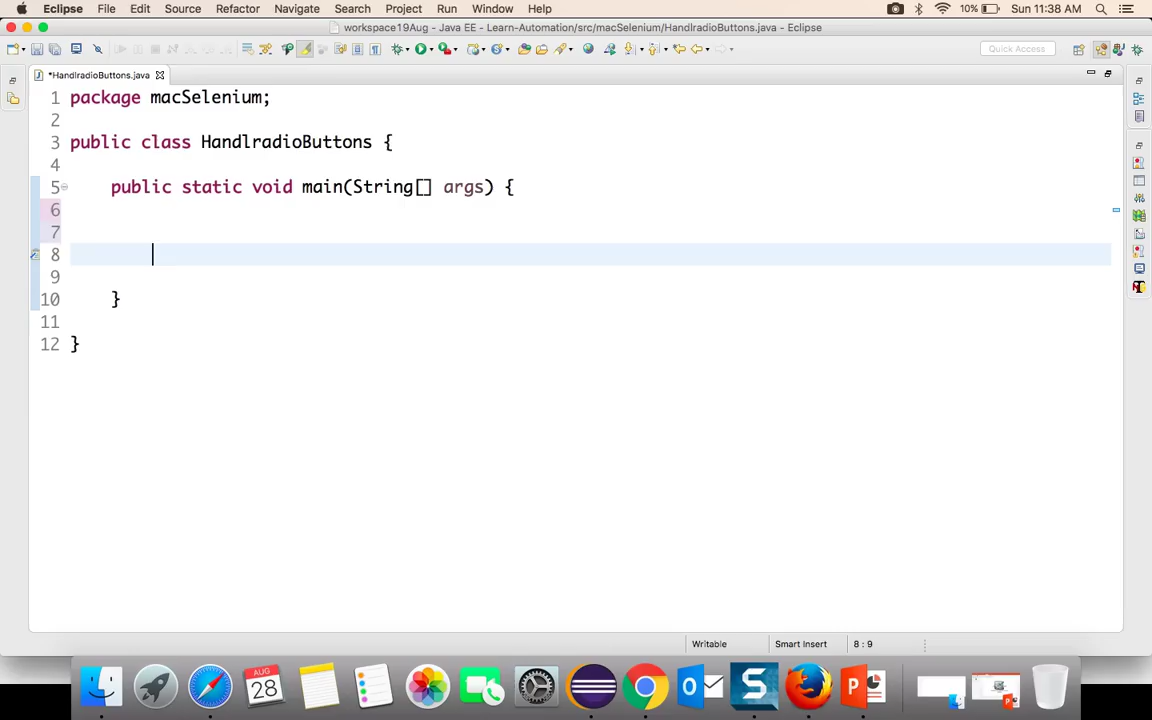 Eclipse File Edit Source Refactor Navigate Search Project Run Window Help 10% Sun 11:38 AM
workspace19Aug - Java EE - Learn-Automation/src/macSelenium/HandlradioButtons.java - Eclipse
Quick Access
*HandlradioButtons.java
1 package macSelenium;
2
3 public class HandlradioButtons {
4
5 public static void main(String[] args) {
6
7
8
9
10 }
11
12 }
Writable Smart Insert 8 : 9
AUG
28